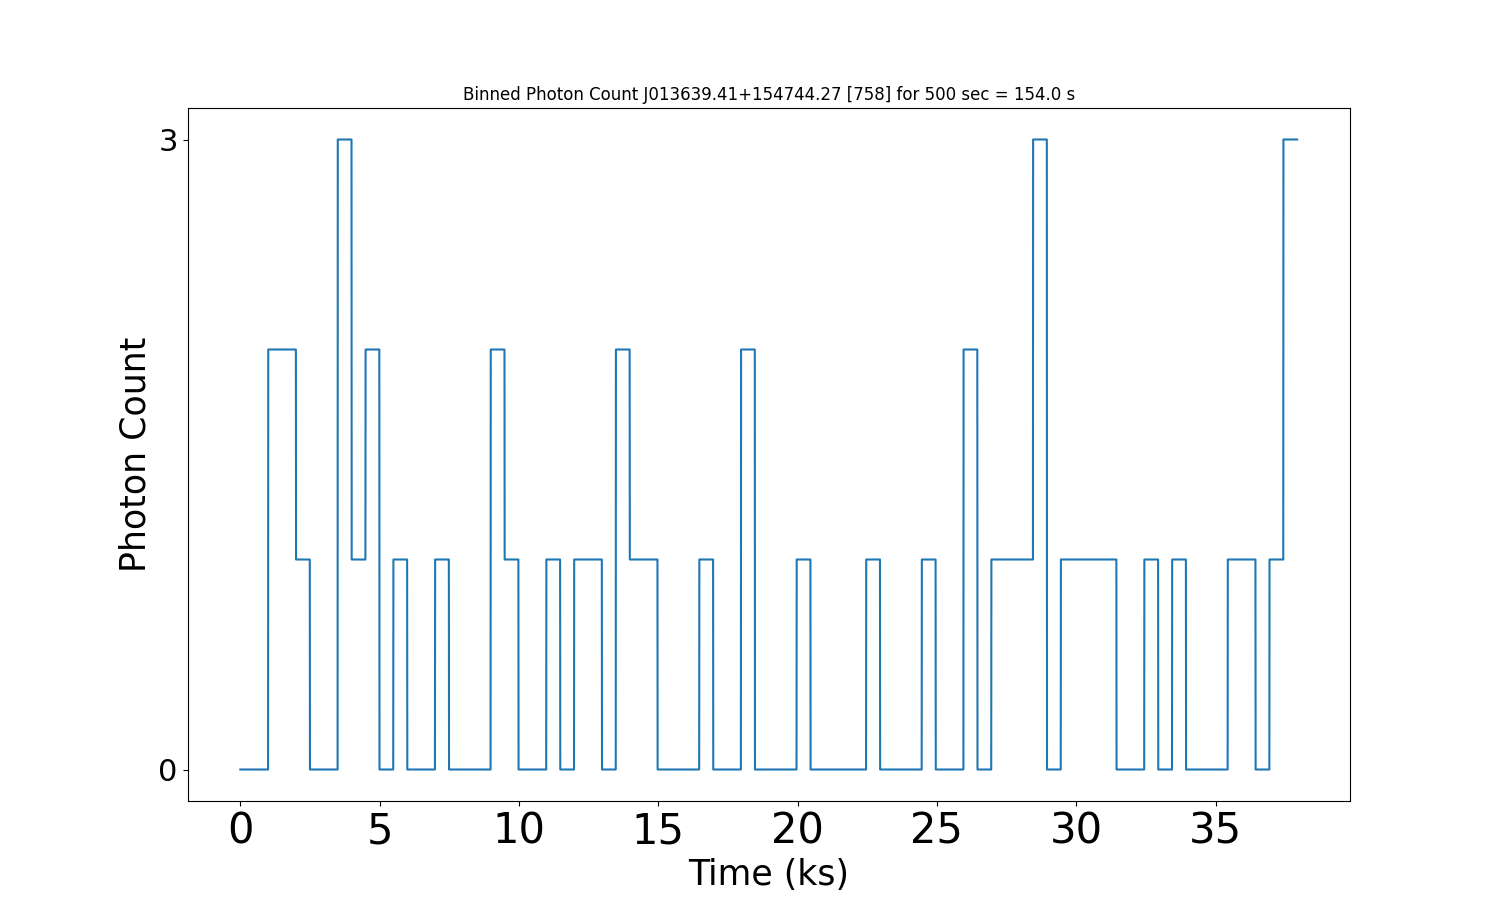 Binned Photon Count J013639.41+154744.27 [758] for 500 sec = 154.0 s
3
Photon Count
0
0 5 10 15 20 25 30 35
Time (ks)